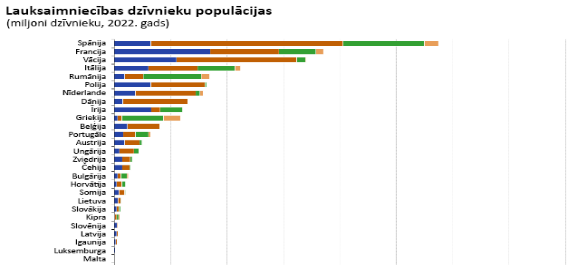 Lauksaimniecības dzīvnieku populācijas
(miljoni dzīvnieku, 2022. gads)
Spānija
Francija
Vācija
Itālija
Rumānija
Polija
Nīderlande
Dānija
Īrija
Grieķija
Beļģija
Portugāle
Austrija
Ungārija
Zviedrija
Čehija
Bulgārija
Horvātija
Somija
Lietuva
Slovākija
Kipra
Slovēnija
Latvija
Igaunija
Luksemburga
Malta